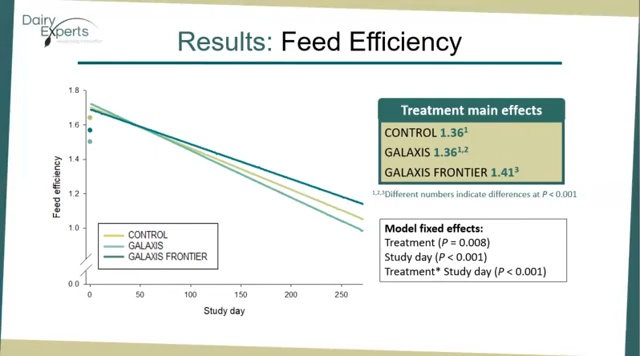 Dairy
Experts
Results: Feed Efficiency
1.8
1.6
1.4
1.2
1.0
0.0
Feed efficiency
0
50
100
150
200
250
Study day
CONTROL
GALAXIS
GALAXIS FRONTIER
Treatment main effects
CONTROL 1.36¹
GALAXIS 1.36¹,²
GALAXIS FRONTIER 1.41³
¹,²,³Different numbers indicate differences at P < 0.001
Model fixed effects:
Treatment (P = 0.008)
Study day (P < 0.001)
Treatment* Study day (P < 0.001)